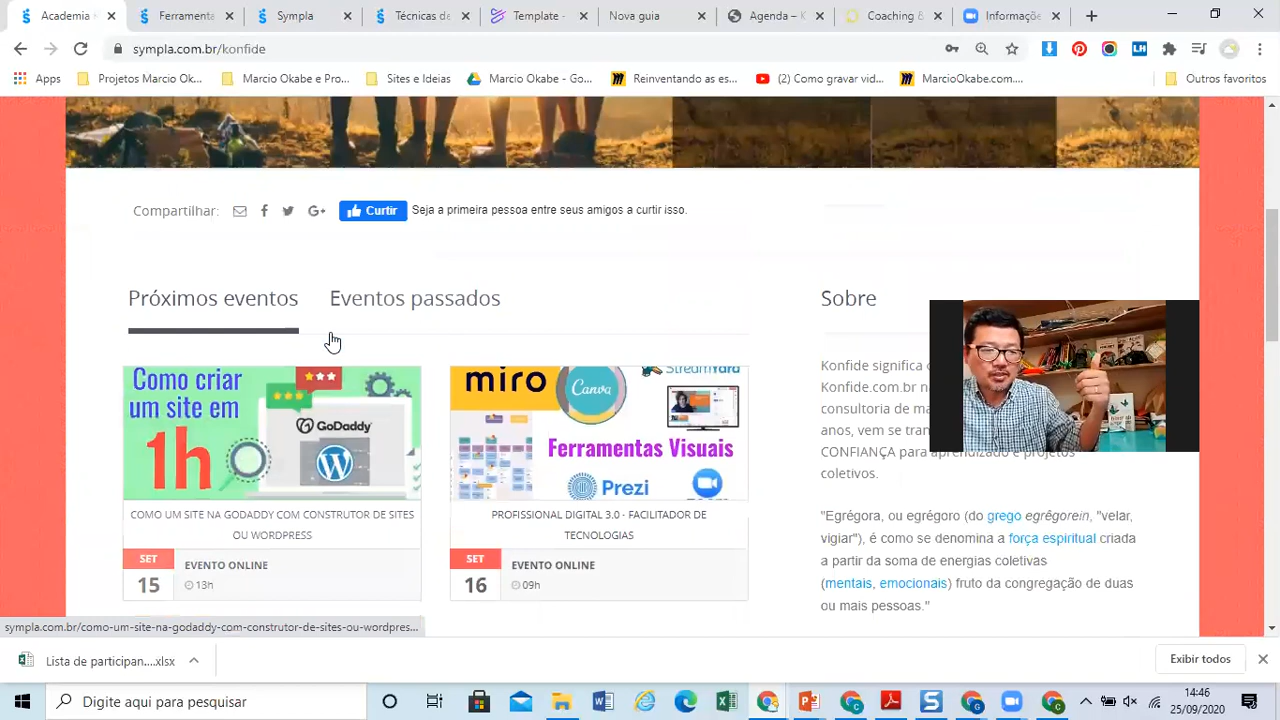 Academia
Ferramente
Sympla
Técnicas de
Template -
Nova guia
Agenda – K
Coaching &
Informaçõe
sympla.com.br/konfide
Apps
Projetos Marcio Ok...
Marcio Okabe e Pro...
Sites e Ideias
Marcio Okabe - Go...
Reinventando as es...
(2) Como gravar vid...
MarcioOkabe.com....
Outros favoritos
Compartilhar:
G+
Curtir
Seja a primeira pessoa entre seus amigos a curtir isso.
Próximos eventos
Eventos passados
Sobre
Como criar
um site em
1h
GoDaddy
COMO UM SITE NA GODADDY COM CONSTRUTOR DE SITES
OU WORDPRESS
SET
15
EVENTO ONLINE
13h
miro
Canva
StreamYard
Ferramentas Visuais
Prezi
PROFISSIONAL DIGITAL 3.0 - FACILITADOR DE
TECNOLOGIAS
SET
16
EVENTO ONLINE
09h
Konfide significa
Konfide.com.br
consultoria de
anos, vem se
CONFIANÇA para aprendizado e projetos
coletivos.
"Egrégora, ou egrégoro (do grego egrêgorein, "velar,
vigiar"), é como se denomina a força espiritual criada
a partir da soma de energias coletivas
(mentais, emocionais) fruto da congregação de duas
ou mais pessoas."
sympla.com.br/como-um-site-na-godaddy-com-construtor-de-sites-ou-wordpres...
Lista de participan....xlsx
Exibir todos
Digite aqui para pesquisar
14:46
25/09/2020